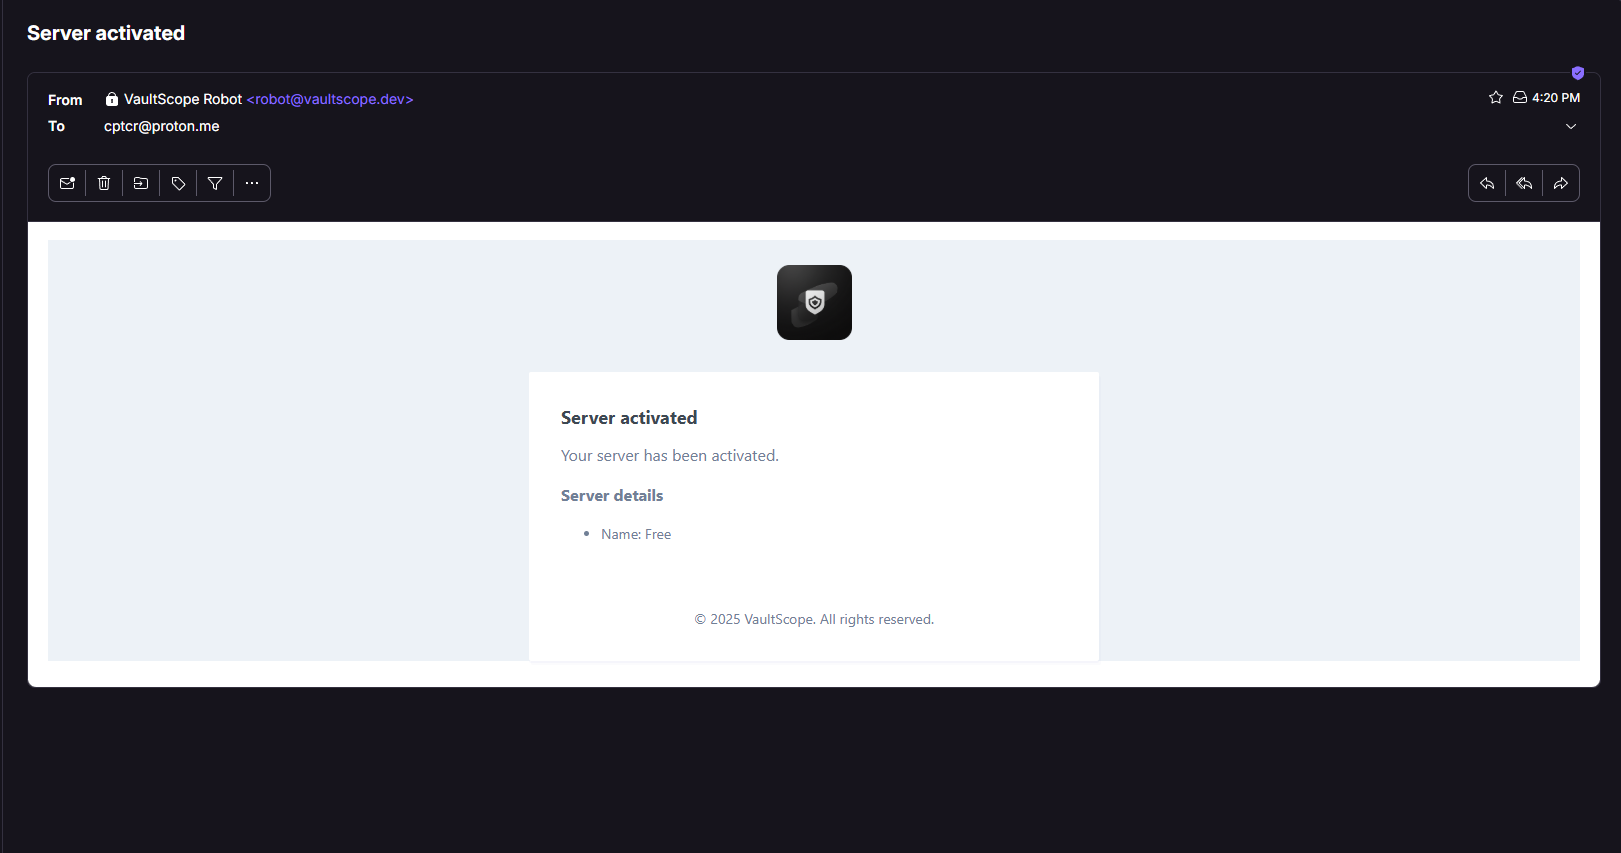 Server activated
From VaultScope Robot <robot@vaultscope.dev>
4:20 PM
To cptcr@proton.me
Server activated
Your server has been activated.
Server details
• Name: Free
© 2025 VaultScope. All rights reserved.